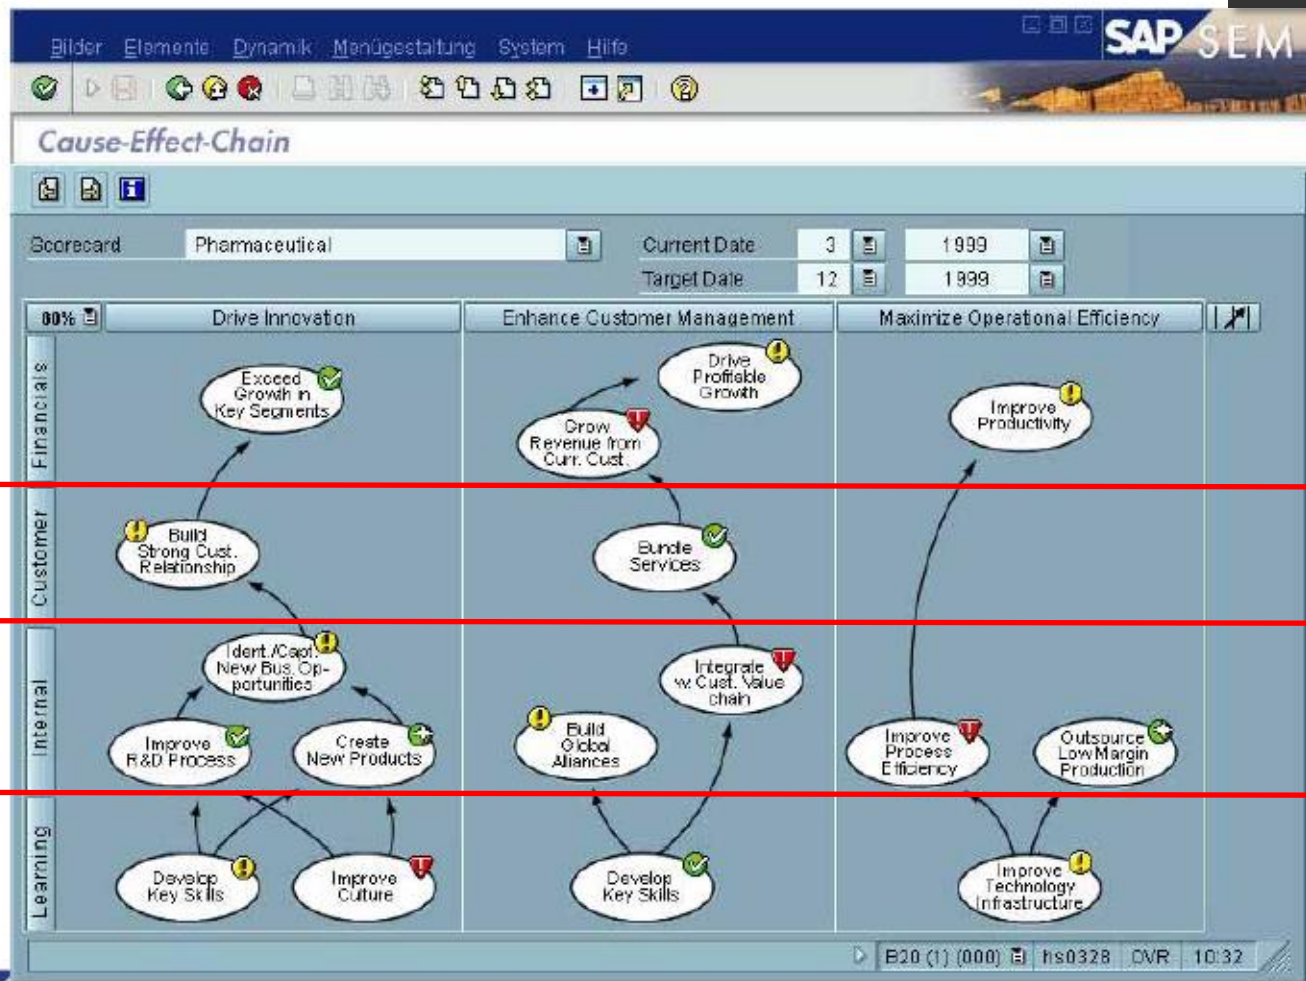 Bilder Elemente Dynamik Menügestaltung System Hilfe
SAP SEM
Cause-Effect-Chain
Scorecard Pharmaceutical Current Date 3 1999
Target Date 12 1999
60% Drive Innovation Enhance Customer Management Maximize Operational Efficiency
Financials
Exceed
Growth in
Key Segments
Drive
Profitable
Growth
Grow
Revenue from
Curr. Cust.
Improve
Productivity
Customer
Build
Strong Cust.
Relationship
Bundle
Services
Internal
Ident./Capt.
New Bus. Op-
portunities
Integrate
w. Cust. Value
chain
Improve
R&D Process
Create
New Products
Build
Global
Aliances
Improve
Process
Efficiency
Outsource
Low Margin
Production
Learning
Develop
Key Skills
Improve
Culture
Develop
Key Skills
Improve
Technology
Infrastructure
B20 (1) (000) hs0328 OVR 10:32